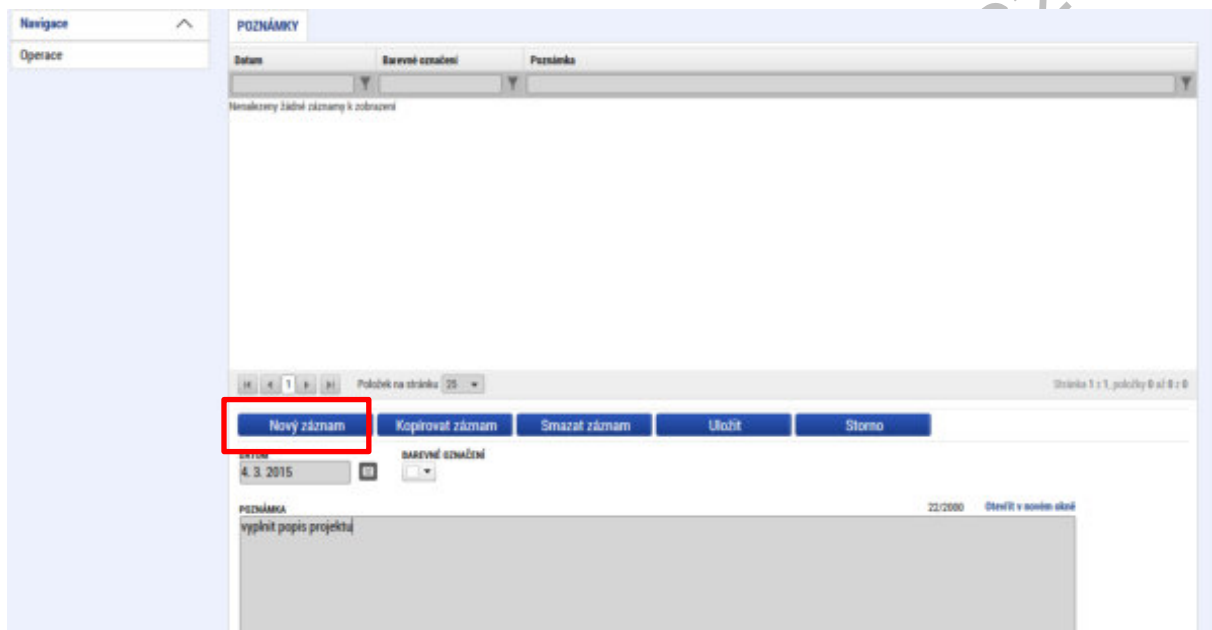 Navigace
POZNÁMKY
Operace
Datum Barevné označení Poznámka
Nenalezeny žádné záznamy k zobrazení
1 Položek na stránku 25
Stránka 1 z 1, položky 0 až 0 z 0
Nový záznam Kopírovat záznam Smazat záznam Uložit Storno
DATUM BAREVNÉ OZNAČENÍ
4. 3. 2015
POZNÁMKA 22/2000 Otevřít v novém okně
vyplnit popis projektu